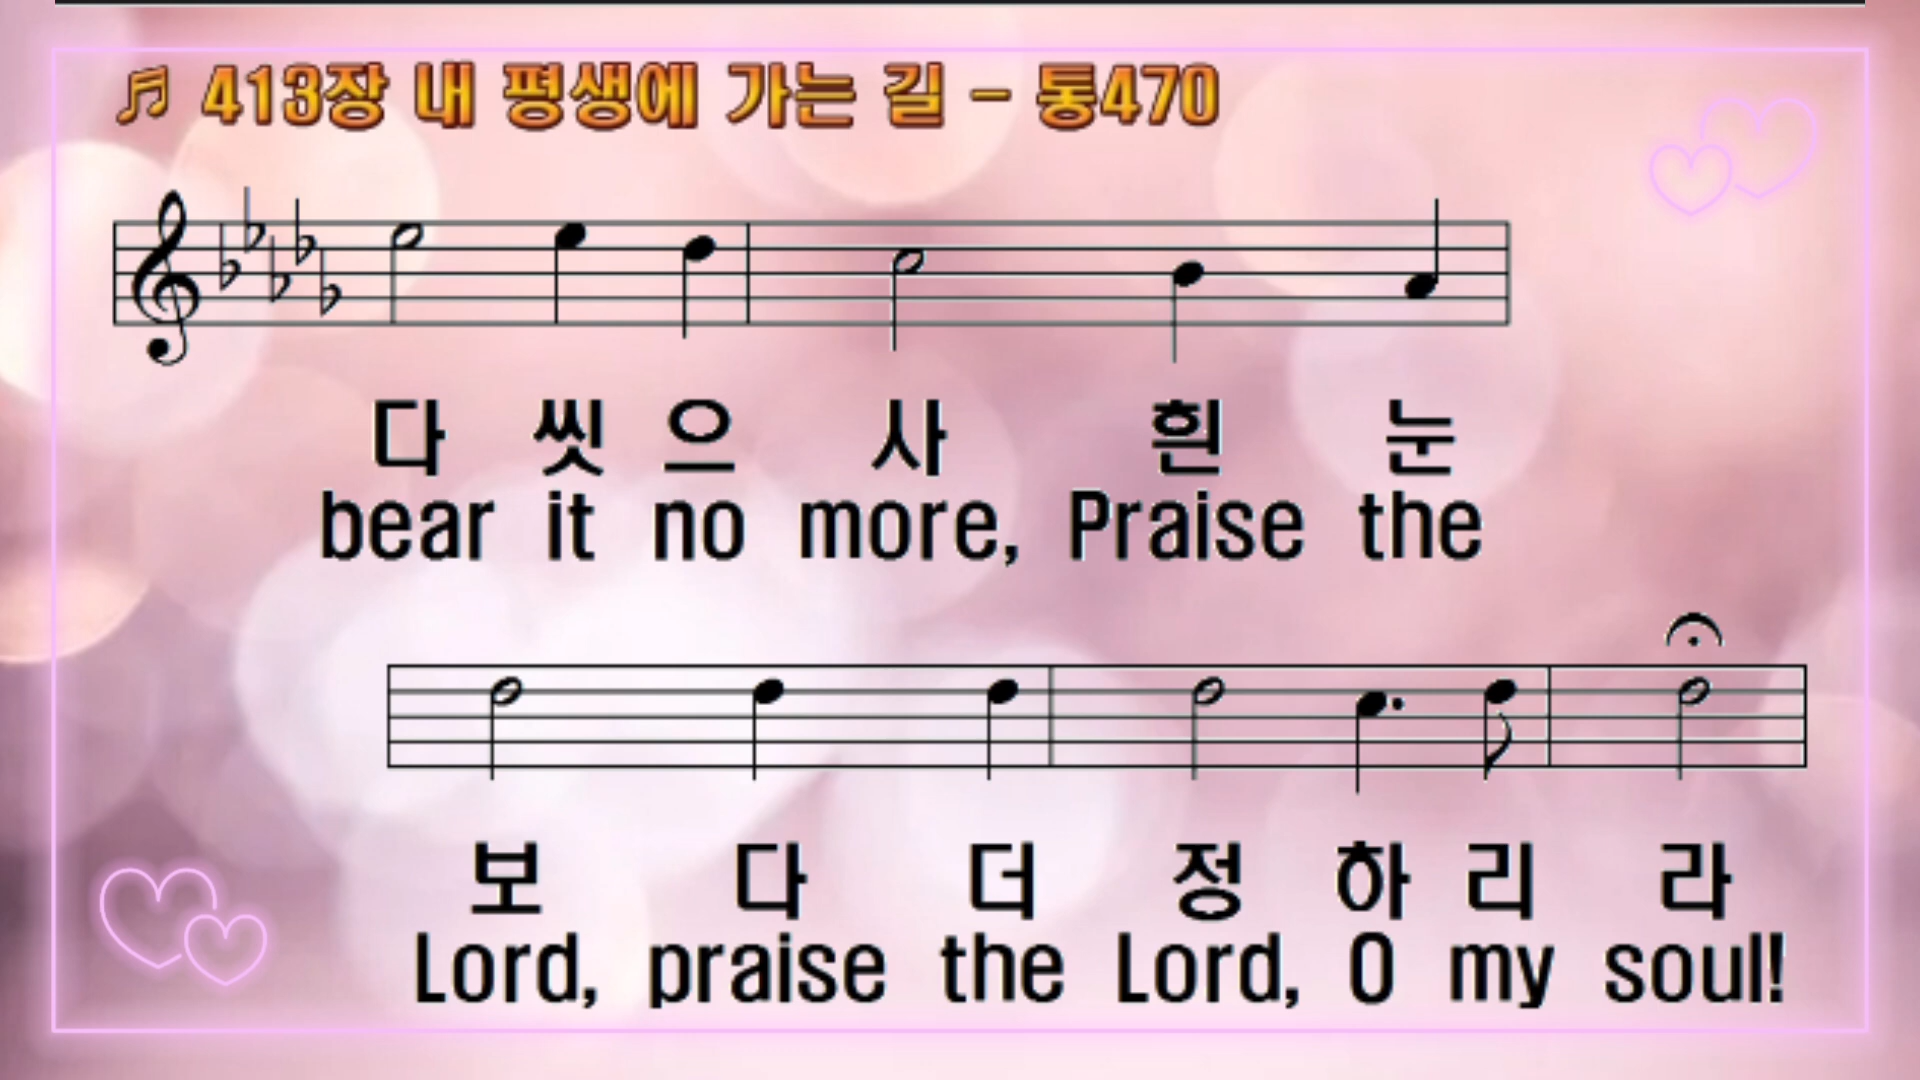 ♬ 413장 내 평생에 가는 길 - 통470
다 씻 으 사 흰 눈
bear it no more, Praise the
보 다 더 정 하 리 라
Lord, praise the Lord, O my soul!